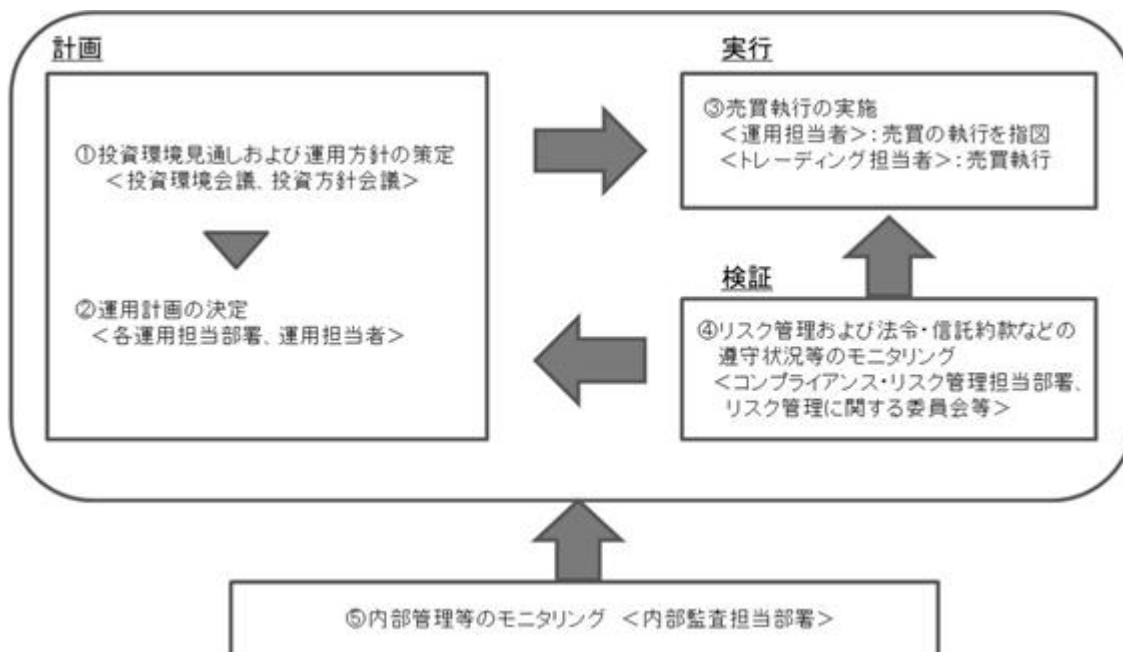 計画
①投資環境見通しおよび運用方針の策定
<投資環境会議、投資方針会議>
②運用計画の決定
<各運用担当部署、運用担当者>
実行
③売買執行の実施
<運用担当者>:売買の執行を指図
<トレーディング担当者>:売買執行
検証
④リスク管理および法令・信託約款などの
遵守状況等のモニタリング
<コンプライアンス・リスク管理担当部署、
リスク管理に関する委員会等>
⑤内部管理等のモニタリング <内部監査担当部署>